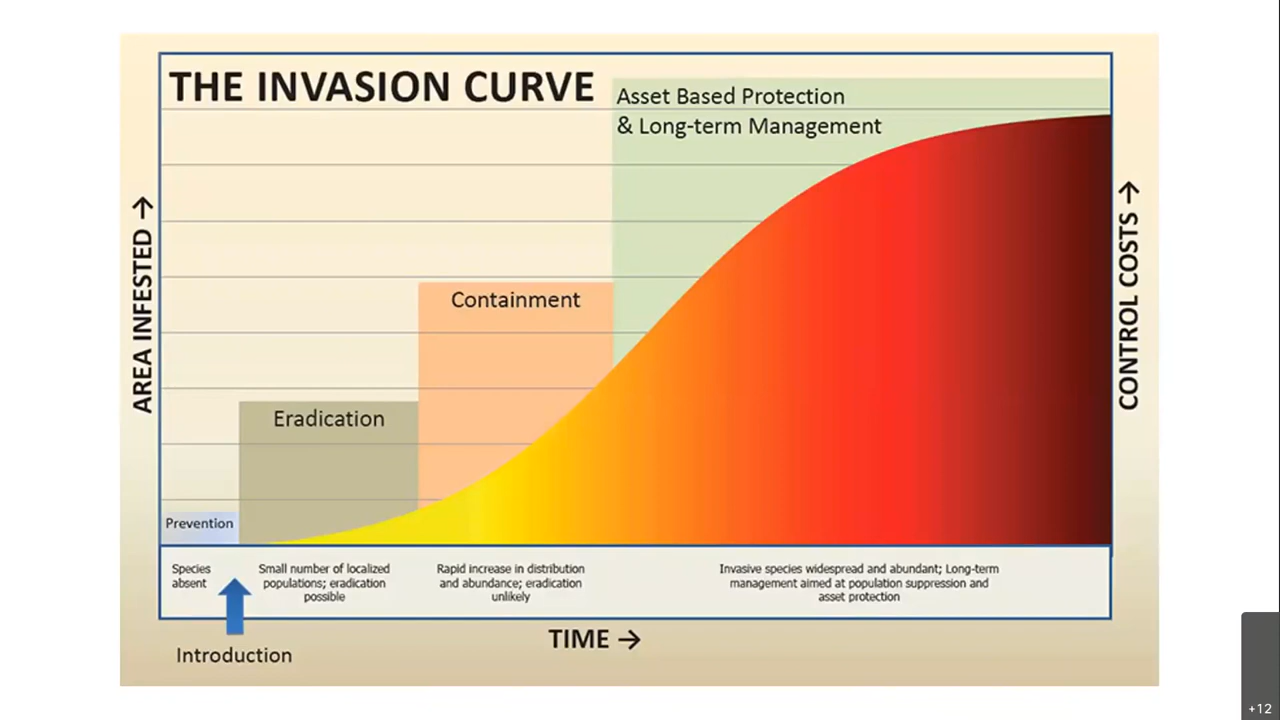 THE INVASION CURVE
Asset Based Protection
& Long-term Management
Containment
Eradication
Prevention
AREA INFESTED →
CONTROL COSTS →
Species
absent
Small number of localized
populations; eradication
possible
Rapid increase in distribution
and abundance; eradication
unlikely
Invasive species widespread and abundant; Long-term
management aimed at population suppression and
asset protection
Introduction
TIME →
+12